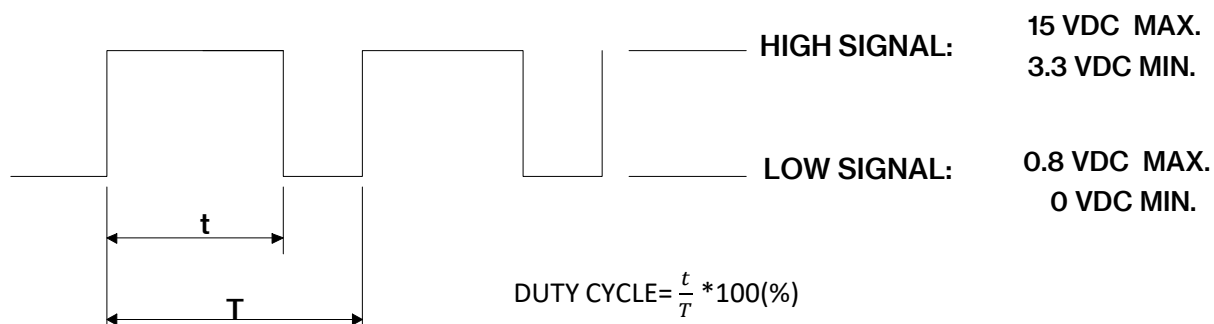 15 VDC MAX.
HIGH SIGNAL:
3.3 VDC MIN.
LOW SIGNAL:
0.8 VDC MAX.
0 VDC MIN.
t
T
DUTY CYCLE= t/T *100(%)